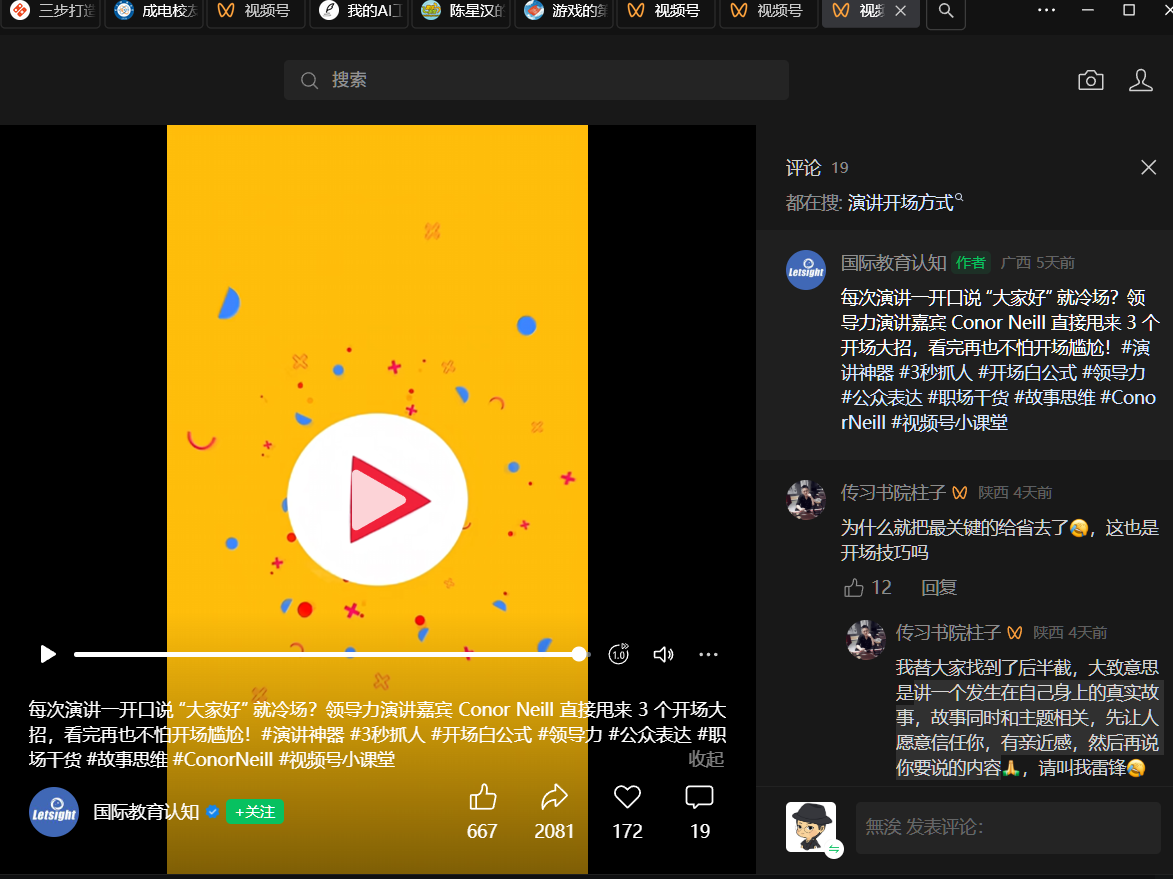 三步打造
成电校友
视频号
我的AI工
陈星汉的
游戏的第
视频号
视频号
视频
搜索
评论 19
都在搜: 演讲开场方式
Letsight
国际教育认知 作者 广西 5天前
每次演讲一开口说 “大家好” 就冷场？领
导力演讲嘉宾 Conor Neill 直接甩来 3 个
开场大招，看完再也不怕开场尴尬！#演
讲神器 #3秒抓人 #开场白公式 #领导力
#公众表达 #职场干货 #故事思维 #Cono
rNeill #视频号小课堂
传习书院柱子 陕西 4天前
为什么就把最关键的给省去了😂，这也是
开场技巧吗
12 回复
传习书院柱子 陕西 4天前
我替大家找到了后半截，大致意思
是讲一个发生在自己身上的真实故
事，故事同时和主题相关，先让人
愿意信任你，有亲近感，然后再说
你要说的内容🙏，请叫我雷锋😂
無涘 发表评论：
1.0
每次演讲一开口说 “大家好” 就冷场？领导力演讲嘉宾 Conor Neill 直接甩来 3 个开场大
招，看完再也不怕开场尴尬！#演讲神器 #3秒抓人 #开场白公式 #领导力 #公众表达 #职
场干货 #故事思维 #ConorNeill #视频号小课堂
收起
Letsight
国际教育认知 +关注
667 2081 172 19